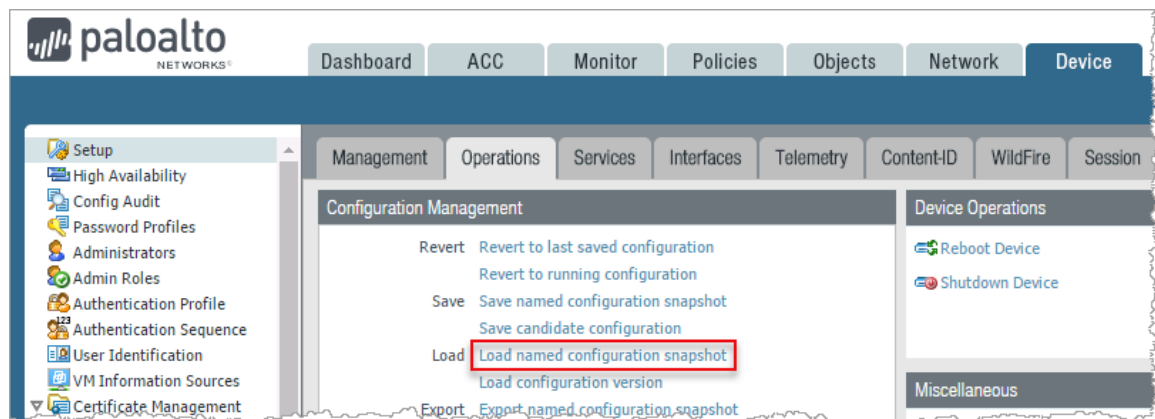 paloalto
NETWORKS®
Dashboard ACC Monitor Policies Objects Network Device
Setup
High Availability
Config Audit
Password Profiles
Administrators
Admin Roles
Authentication Profile
Authentication Sequence
User Identification
VM Information Sources
Certificate Management
Management Operations Services Interfaces Telemetry Content-ID WildFire Session
Configuration Management
Revert Revert to last saved configuration
Revert to running configuration
Save Save named configuration snapshot
Save candidate configuration
Load Load named configuration snapshot
Load configuration version
Export Export named configuration snapshot
Device Operations
Reboot Device
Shutdown Device
Miscellaneous